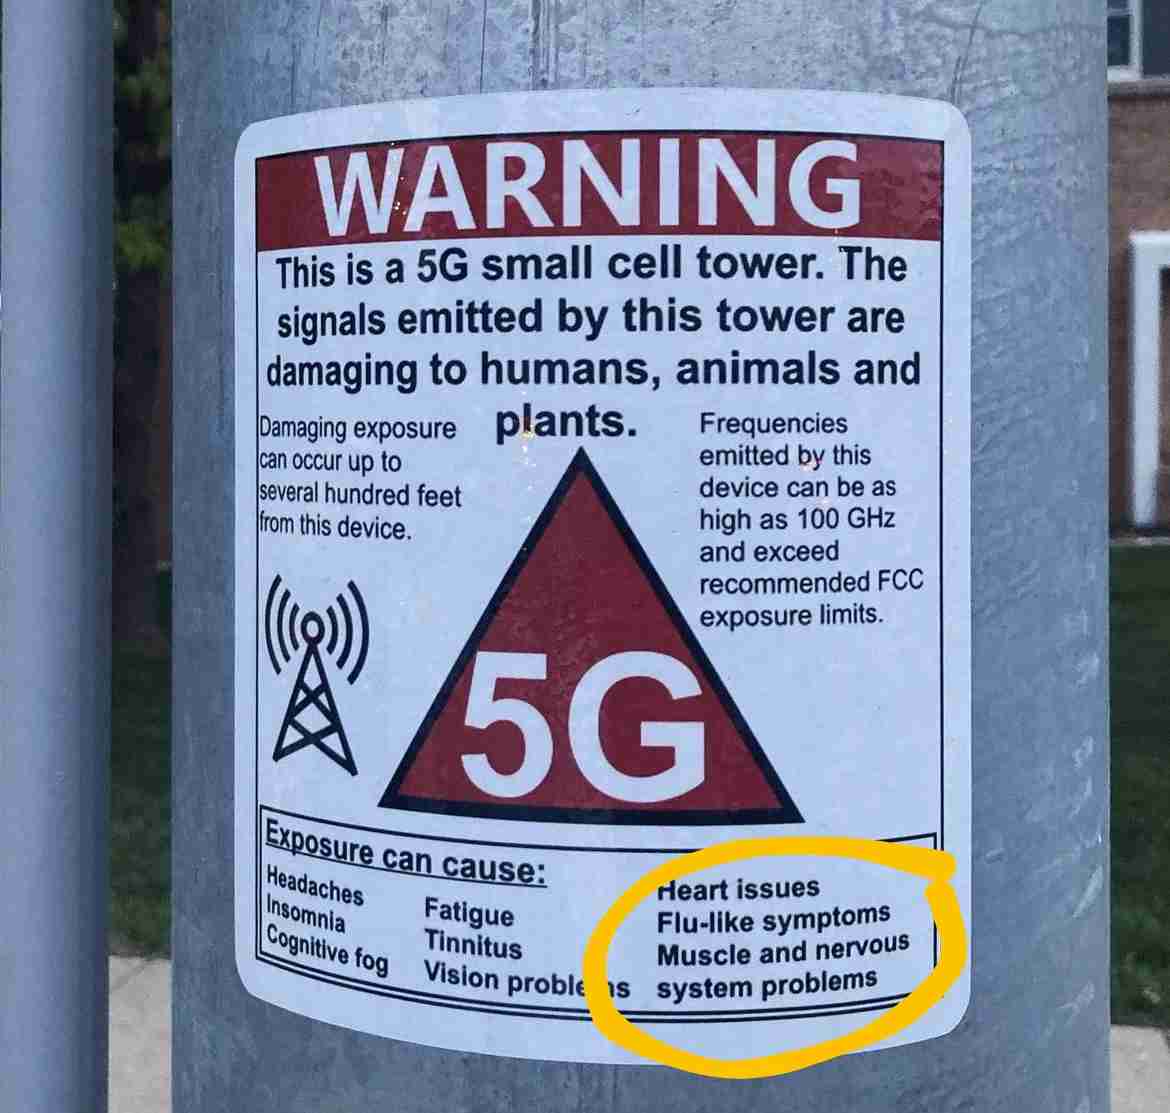 WARNING
This is a 5G small cell tower. The
signals emitted by this tower are
damaging to humans, animals and
plants.
Damaging exposure
can occur up to
several hundred feet
from this device.
Frequencies
emitted by this
device can be as
high as 100 GHz
and exceed
recommended FCC
exposure limits.
5G
Exposure can cause:
Headaches
Insomnia
Cognitive fog
Fatigue
Tinnitus
Vision problems
Heart issues
Flu-like symptoms
Muscle and nervous
system problems